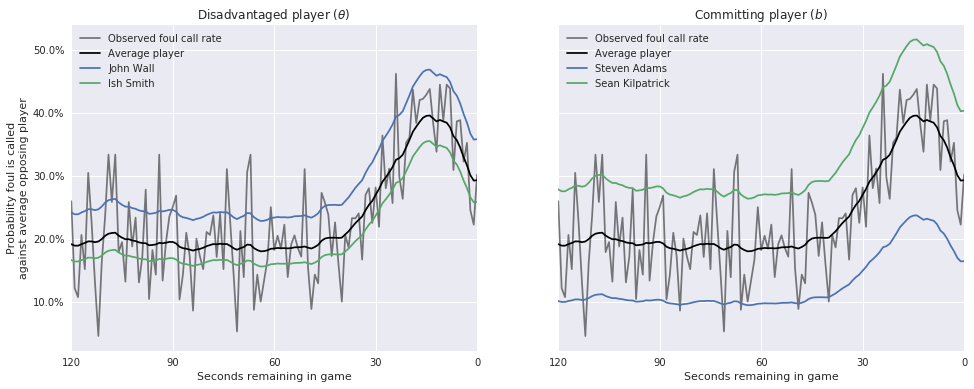 Disadvantaged player (θ)
Observed foul call rate
Average player
John Wall
Ish Smith
Probability foul is called
against average opposing player
50.0%
40.0%
30.0%
20.0%
10.0%
120
90
60
30
0
Seconds remaining in game
Committing player (b)
Observed foul call rate
Average player
Steven Adams
Sean Kilpatrick
120
90
60
30
0
Seconds remaining in game